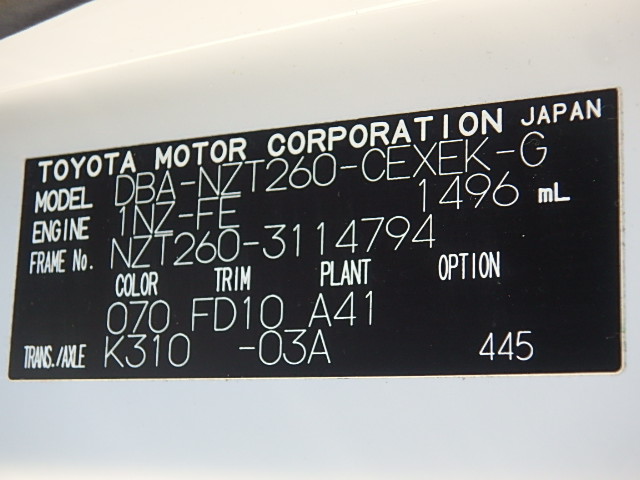 TOYOTA MOTOR CORPORATION JAPAN
MODEL DBA-NZT260-CEXEK-G
ENGINE 1NZ-FE 1496 mL
FRAME No. NZT260-3114794
COLOR TRIM PLANT OPTION
070 FD10 A41
TRANS./AXLE K310 -03A 445